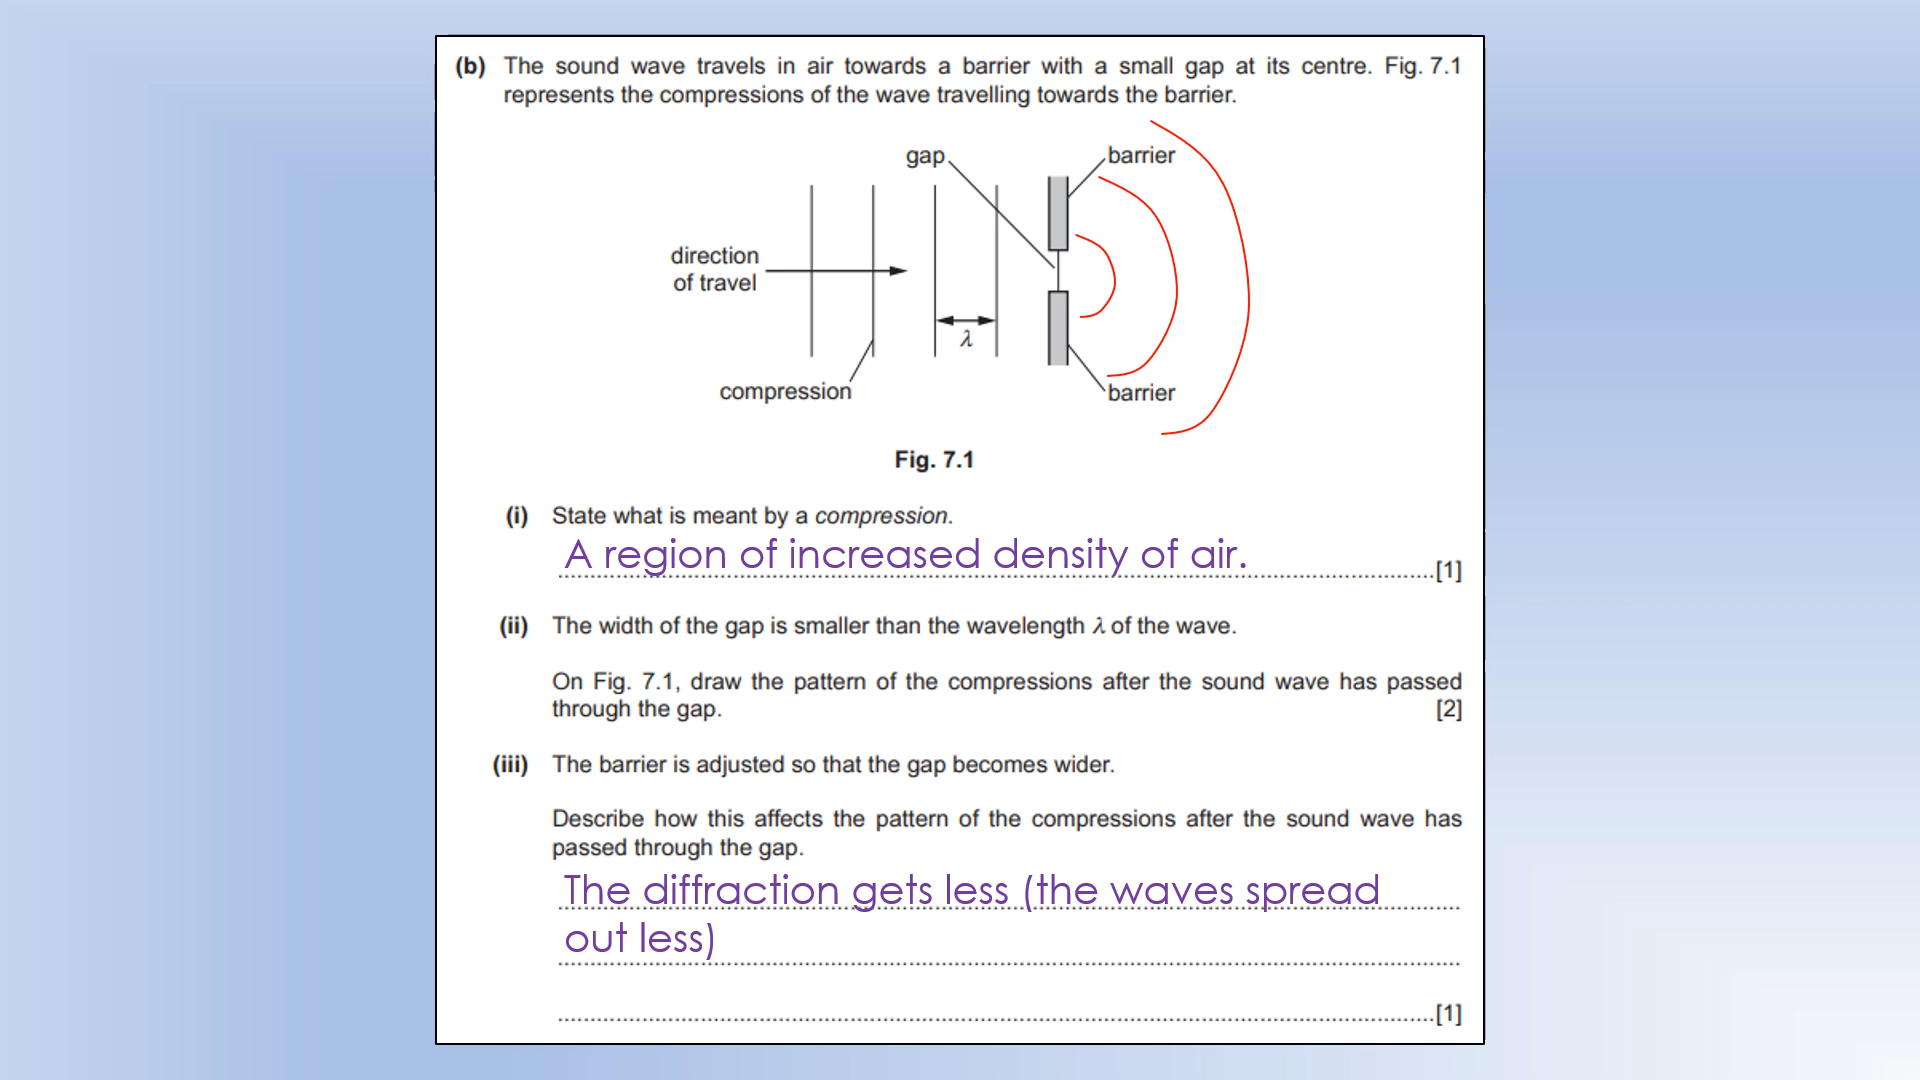 (b) The sound wave travels in air towards a barrier with a small gap at its centre. Fig. 7.1
represents the compressions of the wave travelling towards the barrier.
gap
barrier
direction
of travel
λ
compression
barrier
Fig. 7.1
(i) State what is meant by a compression.
A region of increased density of air.
[1]
(ii) The width of the gap is smaller than the wavelength λ of the wave.
On Fig. 7.1, draw the pattern of the compressions after the sound wave has passed
through the gap. [2]
(iii) The barrier is adjusted so that the gap becomes wider.
Describe how this affects the pattern of the compressions after the sound wave has
passed through the gap.
The diffraction gets less (the waves spread
out less)
[1]